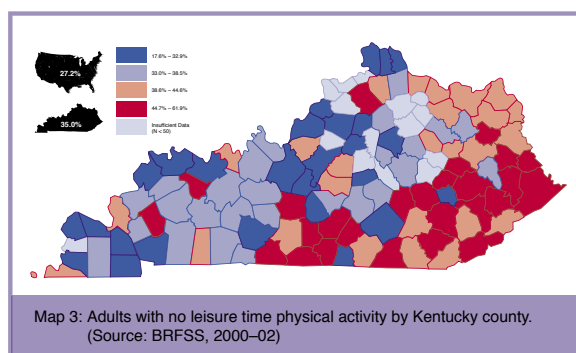 27.2%
35.0%
17.6% – 32.9%
33.0% – 38.5%
38.6% – 44.6%
44.7% – 61.9%
Insufficient Data
(N < 50)
Map 3: Adults with no leisure time physical activity by Kentucky county.
(Source: BRFSS, 2000–02)